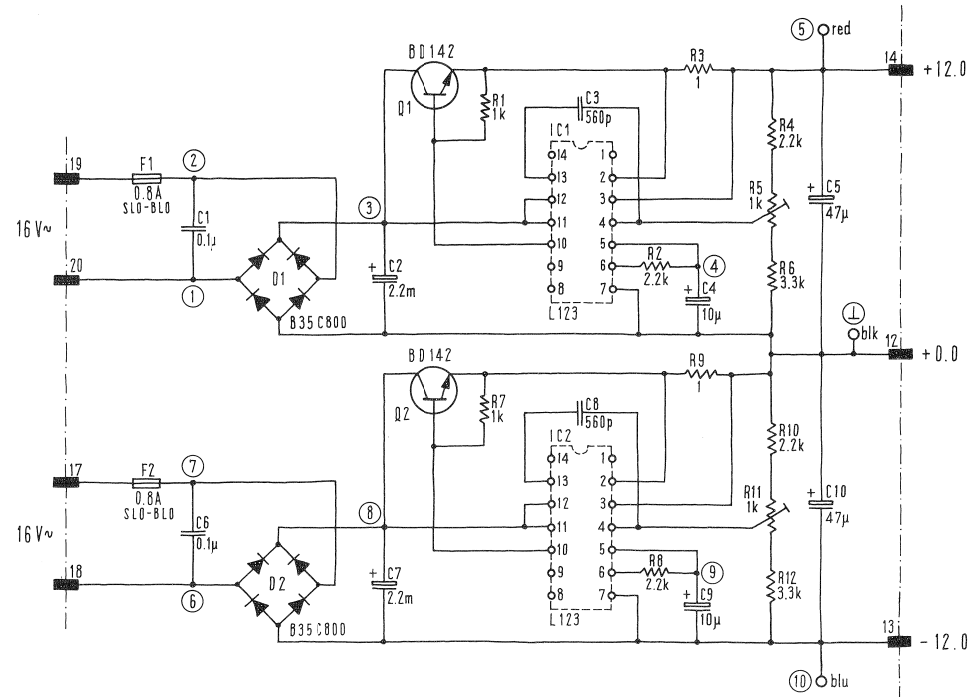 5 red
BD142
R3
1
14
+12.0
Q1
R1
1k
C3
560p
IC1
14
13
12
11
10
9
8
1
2
3
4
5
6
7
L123
R4
2.2k
R5
1k
R6
3.3k
+
C5
47µ
19
F1
0.8A
SLO-BLO
2
16V~
C1
0.1µ
20
1
D1
B35C800
3
+
C2
2.2m
R2
2.2k
4
+
C4
10µ
⊥
blk
12
+0.0
BD142
R9
1
Q2
R7
1k
C8
560p
IC2
14
13
12
11
10
9
8
1
2
3
4
5
6
7
L123
R10
2.2k
R11
1k
R12
3.3k
+
C10
47µ
17
F2
0.8A
SLO-BLO
7
16V~
C6
0.1µ
18
6
D2
B35C800
8
+
C7
2.2m
R8
2.2k
9
+
C9
10µ
13
-12.0
10 blu